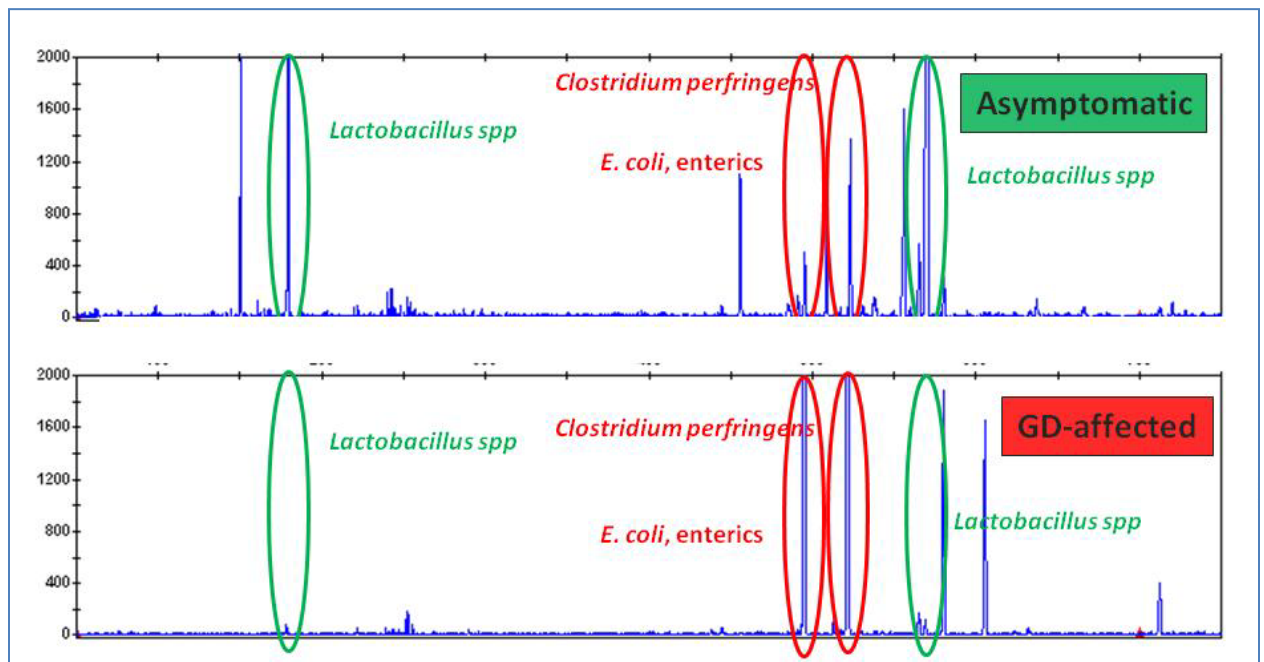 2000
1600
1200
800
400
0
Clostridium perfringens
Lactobacillus spp
E. coli, enterics
Asymptomatic
Lactobacillus spp
2000
1600
1200
800
400
0
Clostridium perfringens
Lactobacillus spp
E. coli, enterics
GD-affected
Lactobacillus spp